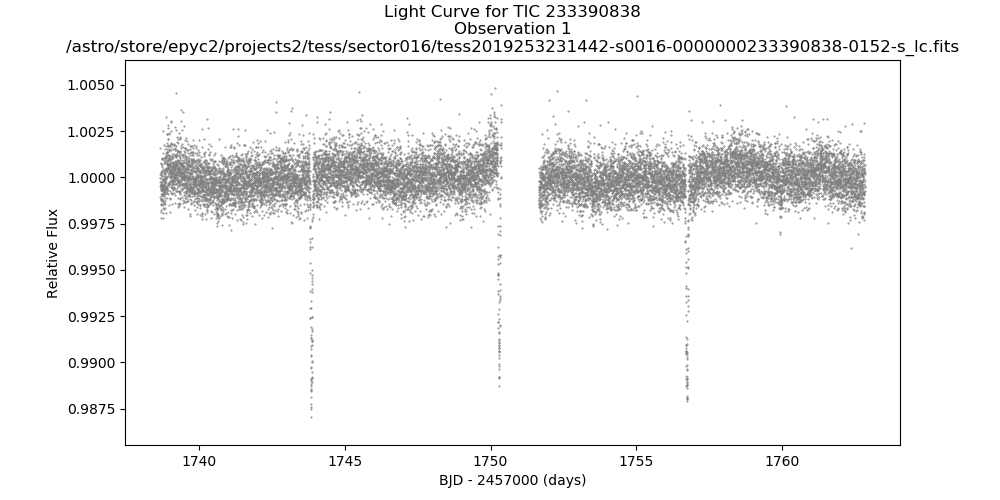 Light Curve for TIC 233390838
Observation 1
/astro/store/epyc2/projects2/tess/sector016/tess2019253231442-s0016-0000000233390838-0152-s_lc.fits
1.0050
1.0025
1.0000
0.9975
0.9950
0.9925
0.9900
0.9875
Relative Flux
1740
1745
1750
1755
1760
BJD - 2457000 (days)